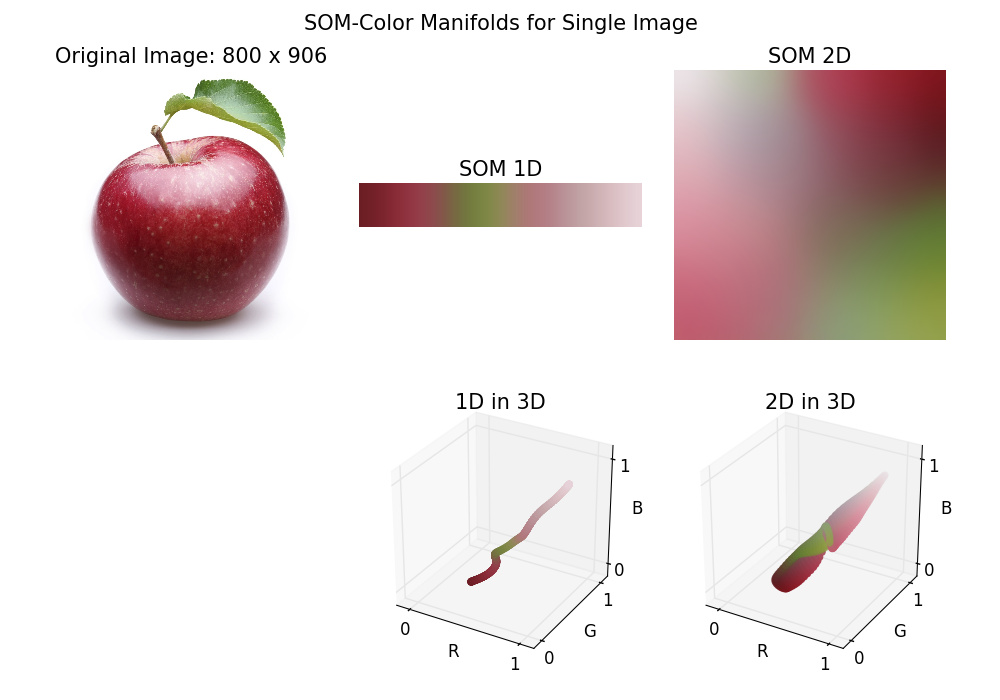 SOM-Color Manifolds for Single Image
Original Image: 800 x 906
SOM 2D
SOM 1D
1D in 3D
2D in 3D
1
B
0
1
G
0
0
R
1
1
B
0
1
G
0
0
R
1